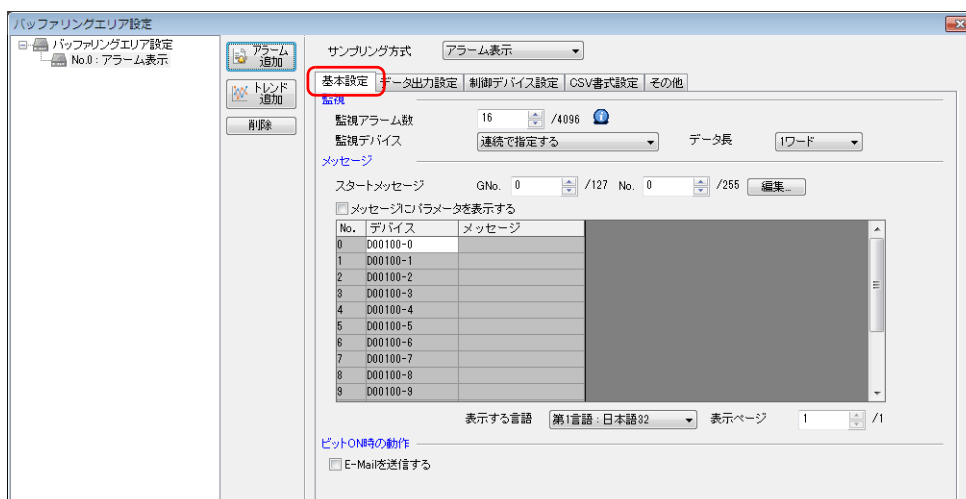 バッファリングエリア設定
バッファリングエリア設定
No.0：アラーム表示
アラーム
追加
トレンド
追加
削除
サンプリング方式 アラーム表示
基本設定 データ出力設定 制御デバイス設定 CSV書式設定 その他
監視
監視アラーム数 16 /4096
監視デバイス 連続で指定する データ長 1ワード
メッセージ
スタートメッセージ GNo. 0 /127 No. 0 /255 編集...
メッセージにパラメータを表示する
No. デバイス メッセージ
0 D00100-0
1 D00100-1
2 D00100-2
3 D00100-3
4 D00100-4
5 D00100-5
6 D00100-6
7 D00100-7
8 D00100-8
9 D00100-9
表示する言語 第1言語：日本語32 表示ページ 1 /1
ビットON時の動作
E-Mailを送信する